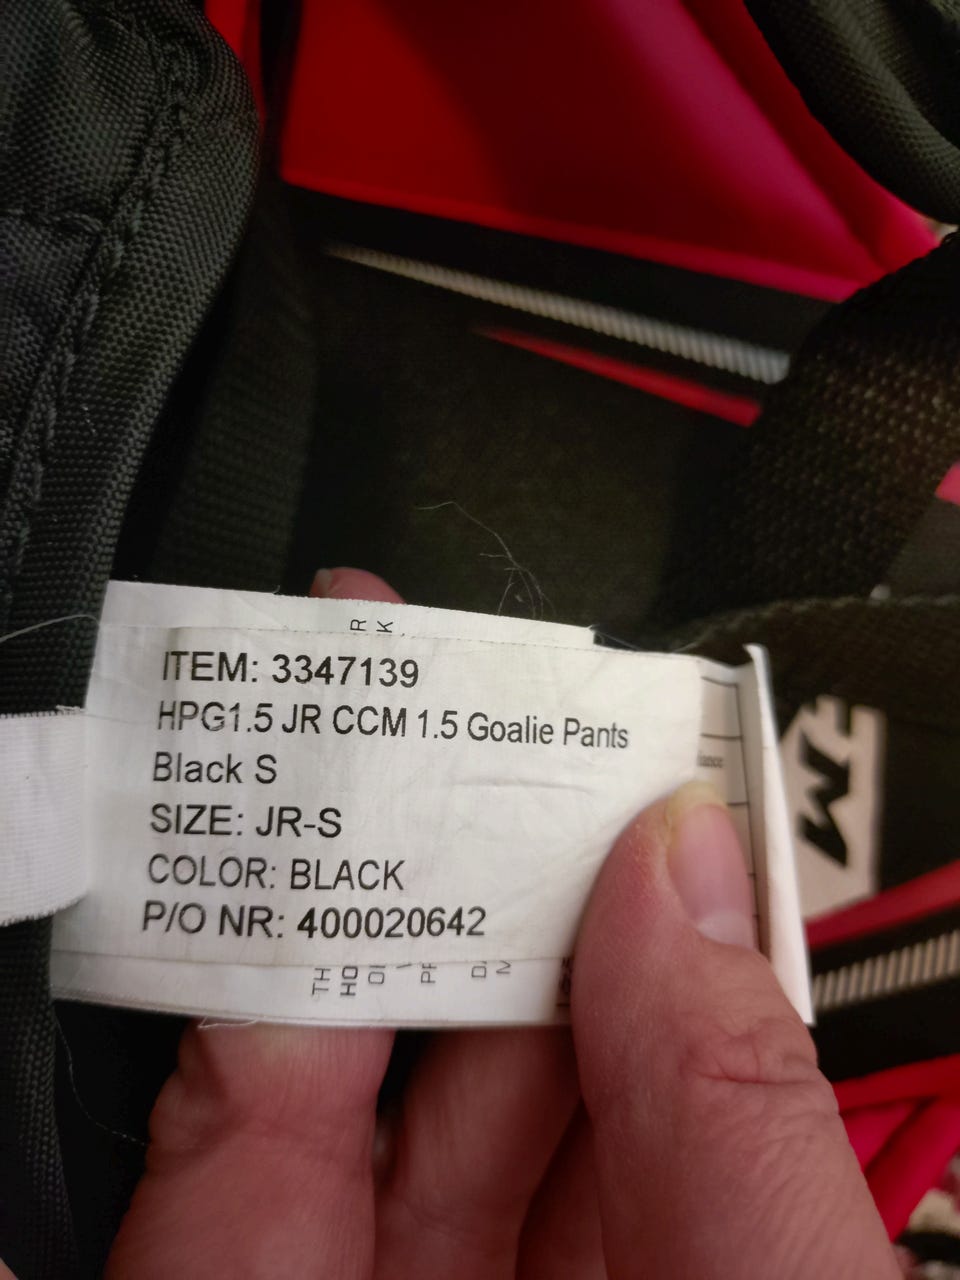 ITEM: 3347139
HPG1.5 JR CCM 1.5 Goalie Pants
Black S
SIZE: JR-S
COLOR: BLACK
P/O NR: 400020642